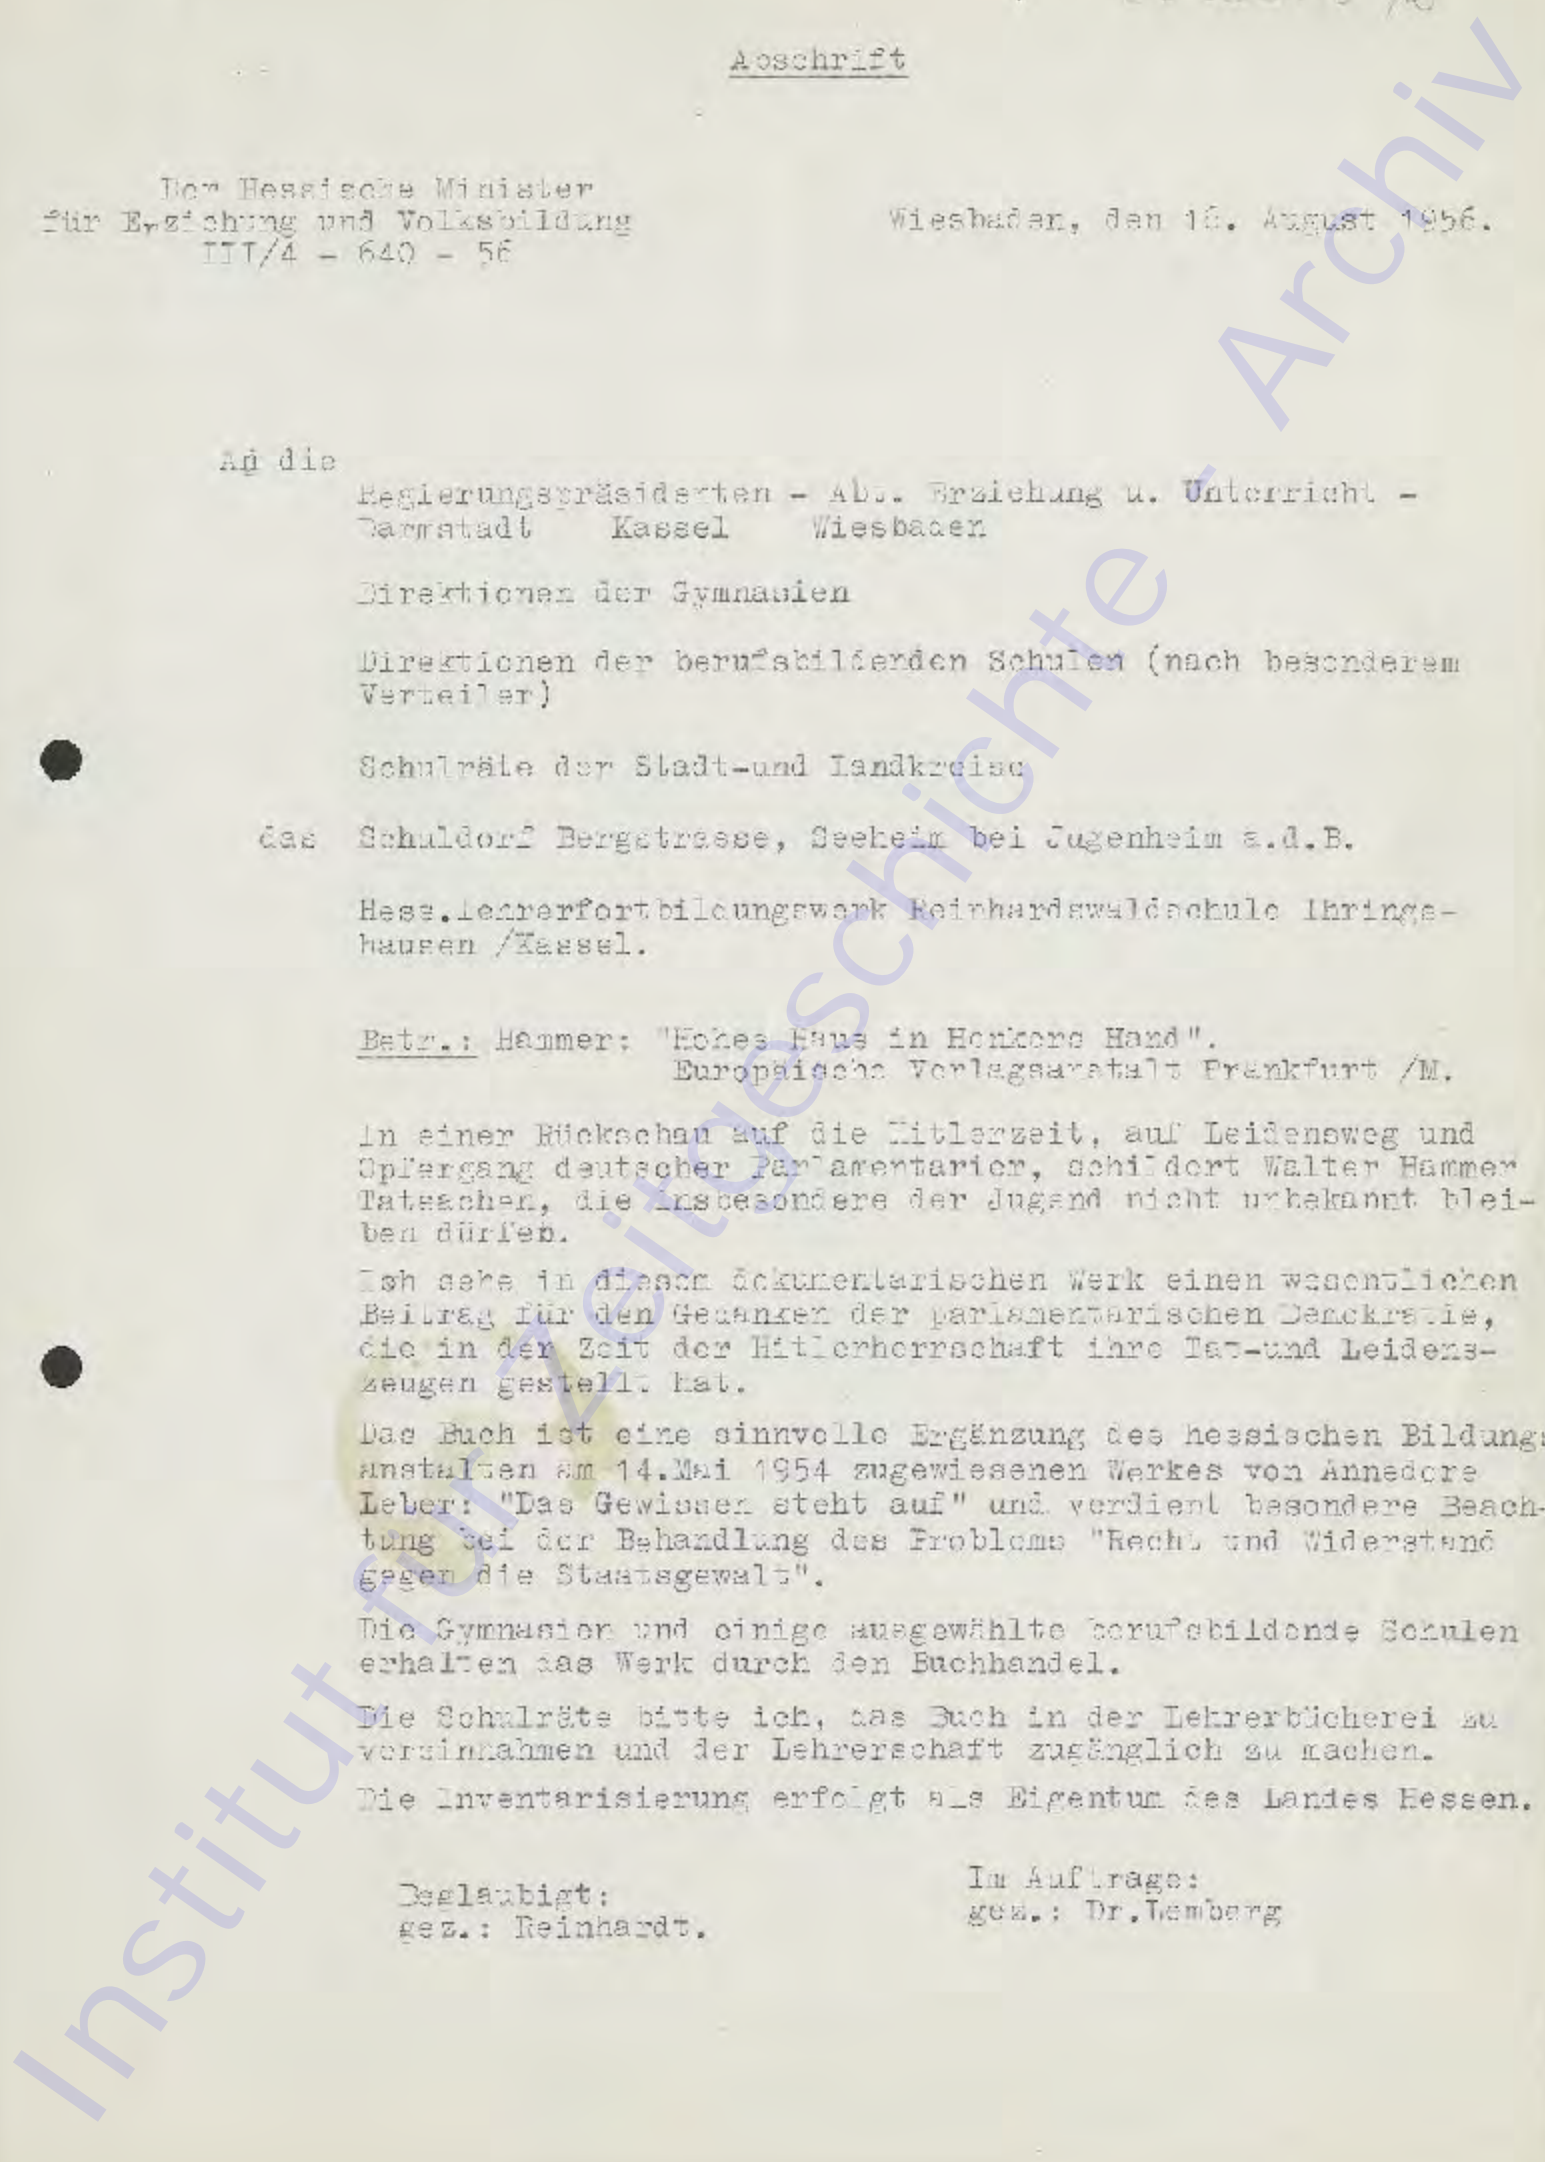 Abschrift
Der Hessische Minister
für Erziehung und Volksbildung
III/4 - 640 - 56
Wiesbaden, den 16. August 1956.
An die
Regierungspräsidenten - Abt. Erziehung u. Unterricht -
Darmstadt Kassel Wiesbaden
Direktionen der Gymnasien
Direktionen der berufsbildenden Schulen (nach besonderem
Verteiler)
Schulräte der Stadt-und Landkreise
das Schuldorf Bergstrasse, Seeheim bei Jugenheim a.d.B.
Hess.Lehrerfortbildungswerk Reinhardswaldschule Ihrings-
hausen /Kassel.
Betr.: Hammer: "Hohes Haus in Henkers Hand".
Europäische Verlagsanstalt Frankfurt /M.
In einer Rückschau auf die Hitlerzeit, auf Leidensweg und
Opfergang deutscher Parlamentarier, schildert Walter Hammer
Tatsachen, die insbesondere der Jugend nicht unbekannt blei-
ben dürfen.
Ich sehe in diesem dokumentarischen Werk einen wesentlichen
Beitrag für den Gedanken der parlamentarischen Demokratie,
die in der Zeit der Hitlerherrschaft ihre Tat-und Leidens-
zeugen gestellt hat.
Das Buch ist eine sinnvolle Ergänzung des hessischen Bildungs
anstalten am 14.Mai 1954 zugewiesenen Werkes von Annedore
Leber: "Das Gewissen steht auf" und verdient besondere Beach-
tung bei der Behandlung des Problems "Recht und Widerstand
gegen die Staatsgewalt".
Die Gymnasien und einige ausgewählte berufsbildende Schulen
erhalten das Werk durch den Buchhandel.
Die Schulräte bitte ich, das Buch in der Lehrerbücherei zu
vereinnahmen und der Lehrerschaft zugänglich zu machen.
Die Inventarisierung erfolgt als Eigentum des Landes Hessen.
Beglaubigt:
gez.: Reinhardt.
Im Auftrage:
gez.: Dr.Lemberg
Institut für Zeitgeschichte - Archiv